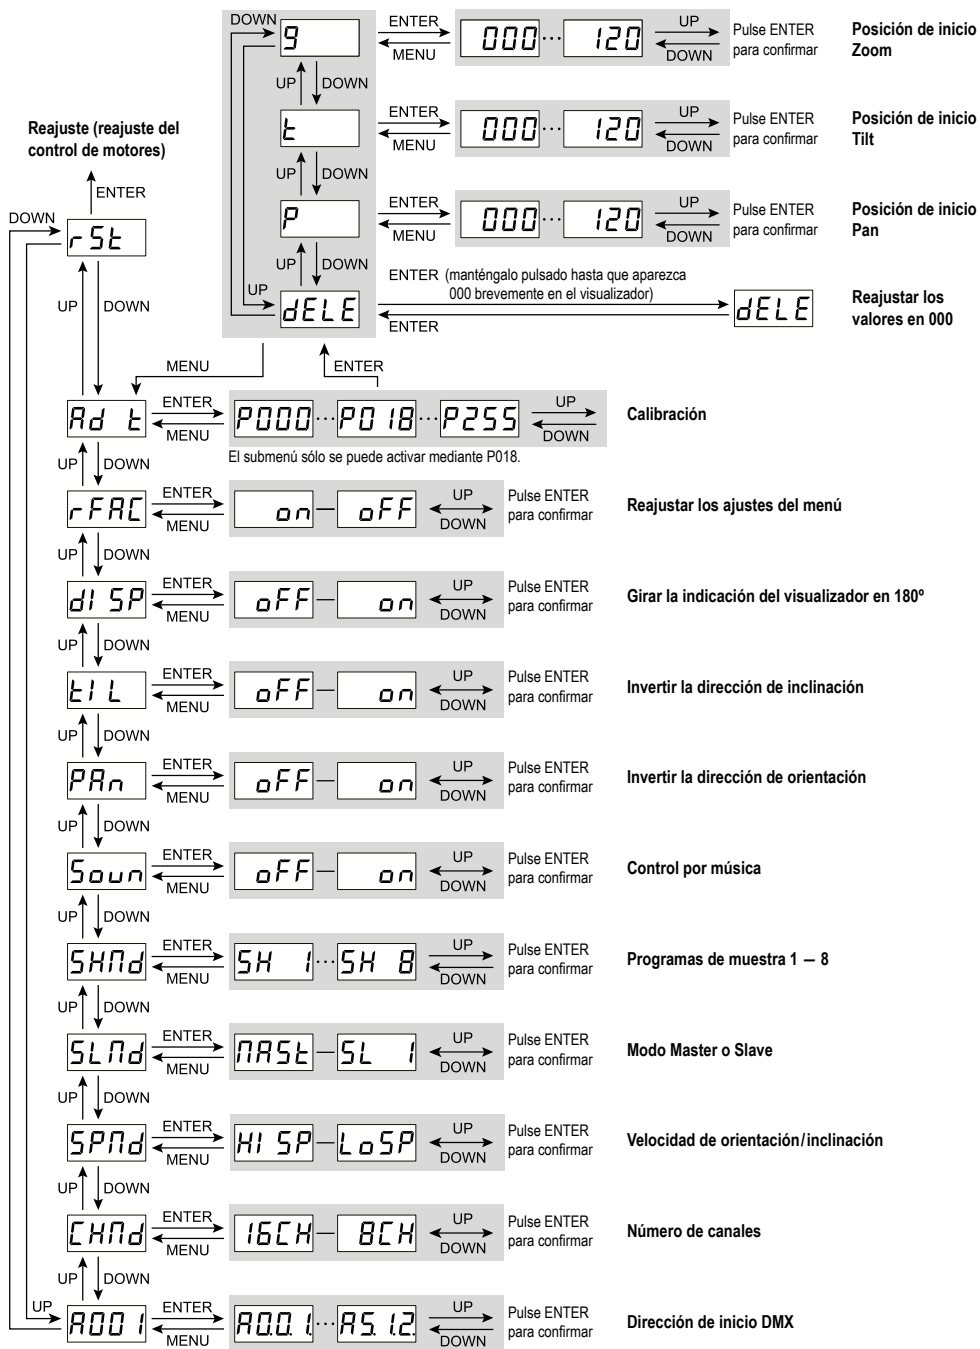 DOWN
g
ENTER
MENU
000 ... 120
UP
DOWN
Pulse ENTER
para confirmar
Posición de inicio
Zoom
UP
DOWN
t
ENTER
MENU
000 ... 120
UP
DOWN
Pulse ENTER
para confirmar
Posición de inicio
Tilt
UP
DOWN
P
ENTER
MENU
000 ... 120
UP
DOWN
Pulse ENTER
para confirmar
Posición de inicio
Pan
UP
DOWN
UP
dELE
ENTER (manténgalo pulsado hasta que aparezca
000 brevemente en el visualizador)
ENTER
dELE
Reajustar los
valores en 000
Reajuste (reajuste del
control de motores)
ENTER
DOWN
rSt
UP
DOWN
MENU
ENTER
Ad t
ENTER
MENU
P000 ... P018 ... P255
UP
DOWN
Calibración
El submenú sólo se puede activar mediante P018.
UP
DOWN
rFAC
ENTER
MENU
on — oFF
UP
DOWN
Pulse ENTER
para confirmar
Reajustar los ajustes del menú
UP
DOWN
dISP
ENTER
MENU
oFF — on
UP
DOWN
Pulse ENTER
para confirmar
Girar la indicación del visualizador en 180º
UP
DOWN
tIL
ENTER
MENU
oFF — on
UP
DOWN
Pulse ENTER
para confirmar
Invertir la dirección de inclinación
UP
DOWN
PAn
ENTER
MENU
oFF — on
UP
DOWN
Pulse ENTER
para confirmar
Invertir la dirección de orientación
UP
DOWN
Soun
ENTER
MENU
oFF — on
UP
DOWN
Pulse ENTER
para confirmar
Control por música
UP
DOWN
SHMd
ENTER
MENU
SH 1 ... SH 8
UP
DOWN
Pulse ENTER
para confirmar
Programas de muestra 1 – 8
UP
DOWN
SLMd
ENTER
MENU
MASt — SL 1
UP
DOWN
Pulse ENTER
para confirmar
Modo Master o Slave
UP
DOWN
SPMd
ENTER
MENU
HISP — LoSP
UP
DOWN
Pulse ENTER
para confirmar
Velocidad de orientación/inclinación
UP
DOWN
CHMd
ENTER
MENU
16CH — 8CH
UP
DOWN
Pulse ENTER
para confirmar
Número de canales
UP
DOWN
UP
A001
ENTER
MENU
A.0.0.1. ... A.5.1.2.
UP
DOWN
Pulse ENTER
para confirmar
Dirección de inicio DMX